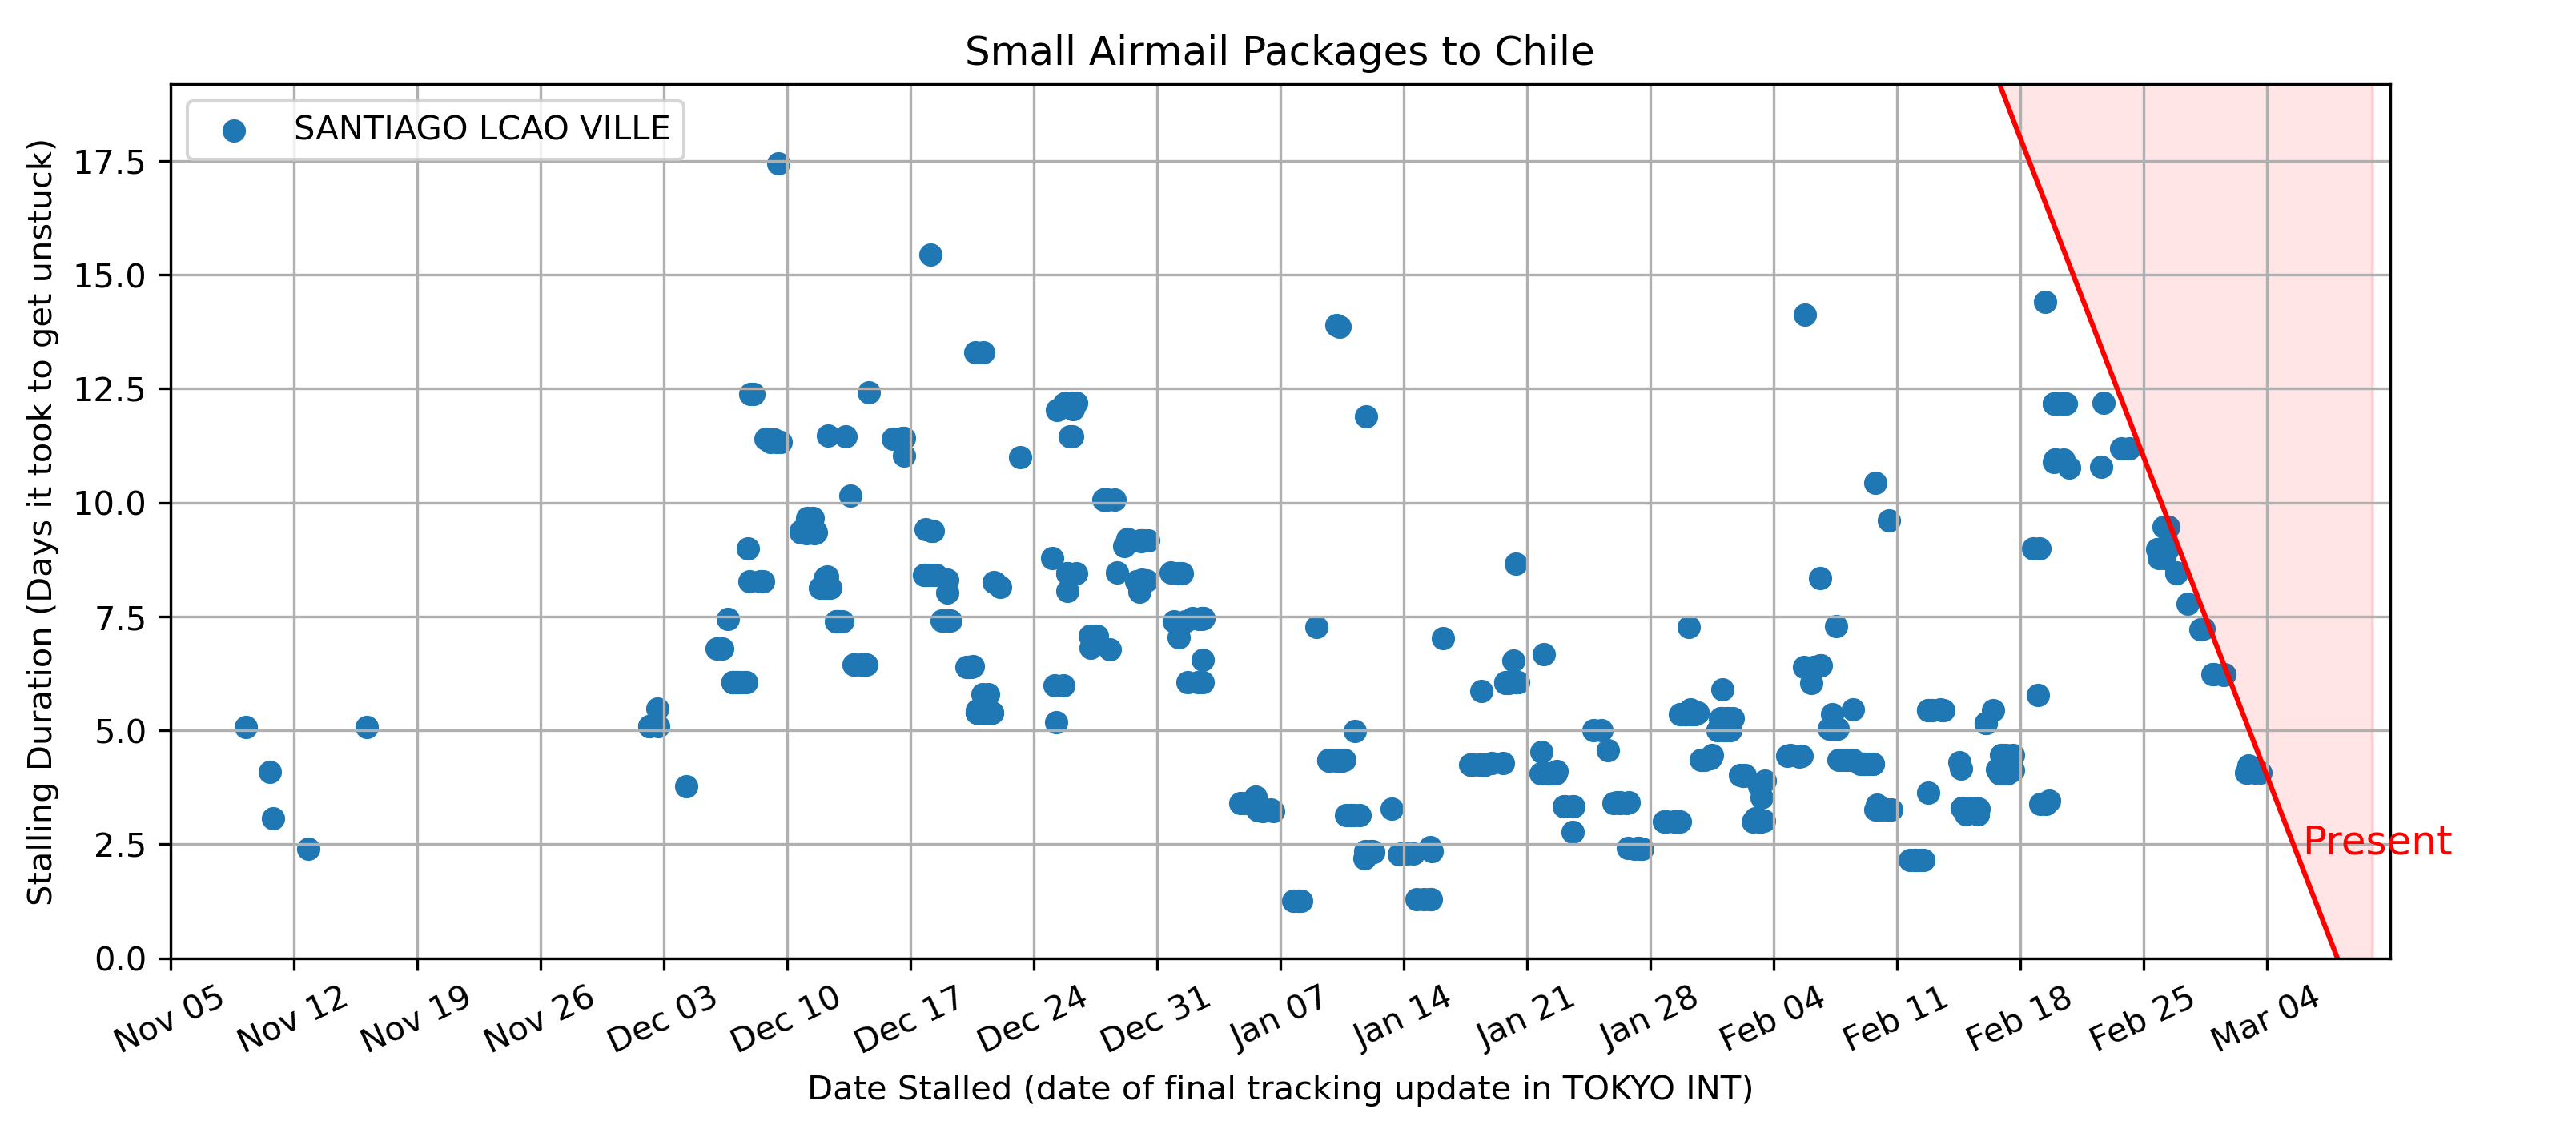 Small Airmail Packages to Chile
SANTIAGO LCAO VILLE
Stalling Duration (Days it took to get unstuck)
17.5
15.0
12.5
10.0
7.5
5.0
2.5
0.0
Present
Nov 05
Nov 12
Nov 19
Nov 26
Dec 03
Dec 10
Dec 17
Dec 24
Dec 31
Jan 07
Jan 14
Jan 21
Jan 28
Feb 04
Feb 11
Feb 18
Feb 25
Mar 04
Date Stalled (date of final tracking update in TOKYO INT)